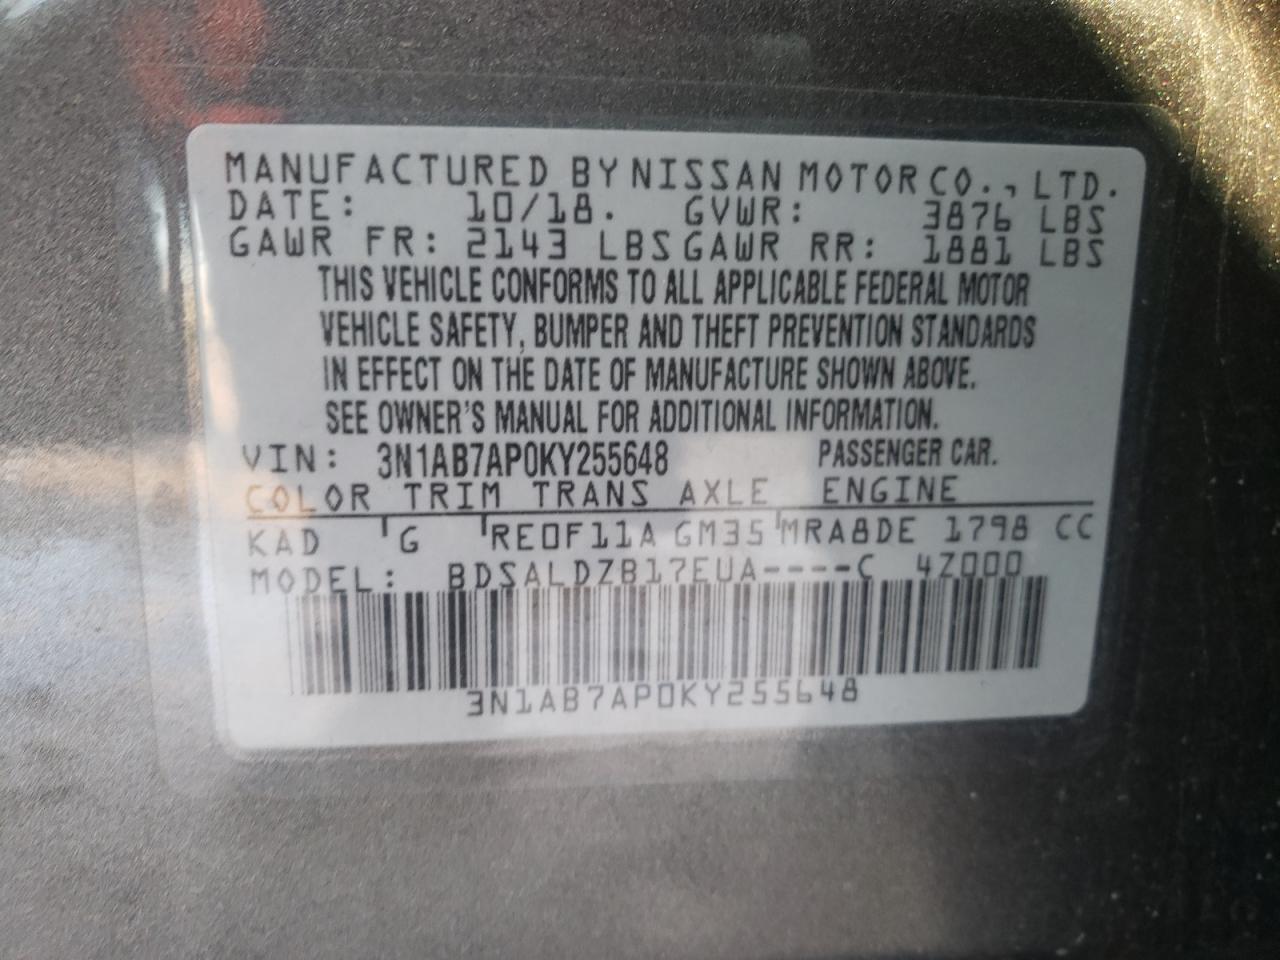 MANUFACTURED BY NISSAN MOTOR CO., LTD.
DATE: 10/18. GVWR: 3876 LBS
GAWR FR: 2143 LBS GAWR RR: 1881 LBS
THIS VEHICLE CONFORMS TO ALL APPLICABLE FEDERAL MOTOR
VEHICLE SAFETY, BUMPER AND THEFT PREVENTION STANDARDS
IN EFFECT ON THE DATE OF MANUFACTURE SHOWN ABOVE.
SEE OWNER'S MANUAL FOR ADDITIONAL INFORMATION.
VIN: 3N1AB7AP0KY255648 PASSENGER CAR.
COLOR TRIM TRANS AXLE ENGINE
KAD G RE0F11A GM35 MRA8DE 1798 CC
MODEL: BDSALDZB17EUA----C 4Z000
3N1AB7AP0KY255648